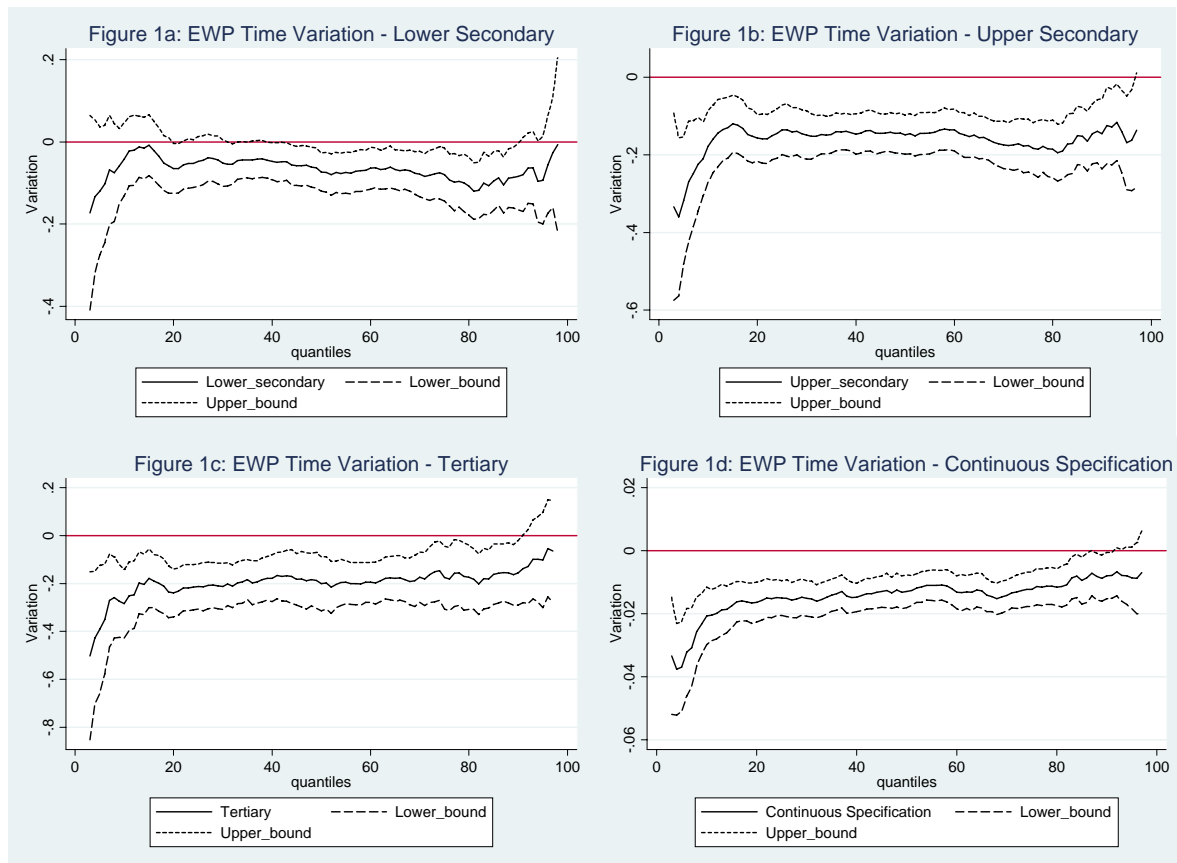 Figure 1a: EWP Time Variation - Lower Secondary
.2
0
-.2
-.4
Variation
0 20 40 60 80 100
quantiles
Lower_secondary Lower_bound
Upper_bound
Figure 1b: EWP Time Variation - Upper Secondary
0
-.2
-.4
-.6
Variation
0 20 40 60 80 100
quantiles
Upper_secondary Lower_bound
Upper_bound
Figure 1c: EWP Time Variation - Tertiary
.2
0
-.2
-.4
-.6
-.8
Variation
0 20 40 60 80 100
quantiles
Tertiary Lower_bound
Upper_bound
Figure 1d: EWP Time Variation - Continuous Specification
.02
0
-.02
-.04
-.06
Variation
0 20 40 60 80 100
quantiles
Continuous Specification Lower_bound
Upper_bound